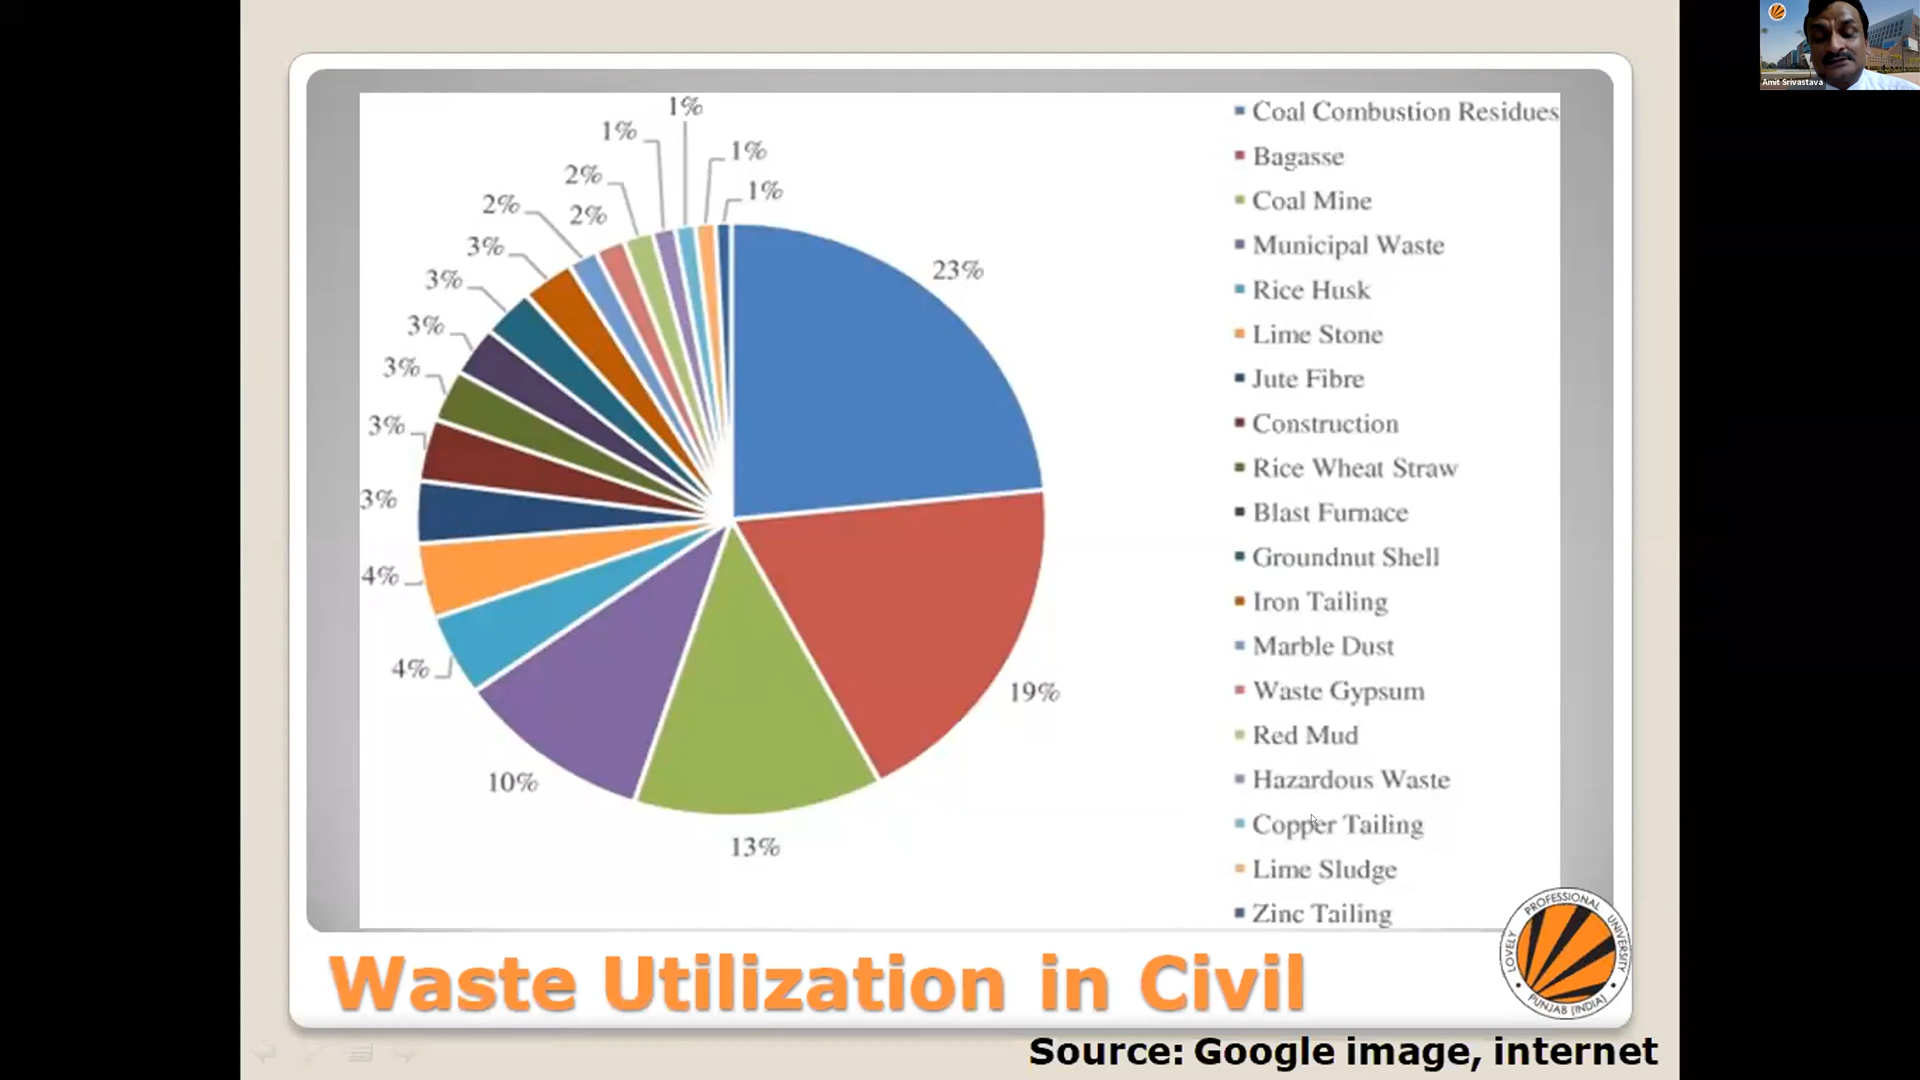 Amit Srivastava
1%
1%
1%
2%
1%
2%
2%
3%
23%
3%
3%
3%
3%
3%
4%
4%
19%
10%
13%
Coal Combustion Residues
Bagasse
Coal Mine
Municipal Waste
Rice Husk
Lime Stone
Jute Fibre
Construction
Rice Wheat Straw
Blast Furnace
Groundnut Shell
Iron Tailing
Marble Dust
Waste Gypsum
Red Mud
Hazardous Waste
Copper Tailing
Lime Sludge
Zinc Tailing
Waste Utilization in Civil
LOVELY PROFESSIONAL UNIVERSITY
PUNJAB (INDIA)
Source: Google image, internet